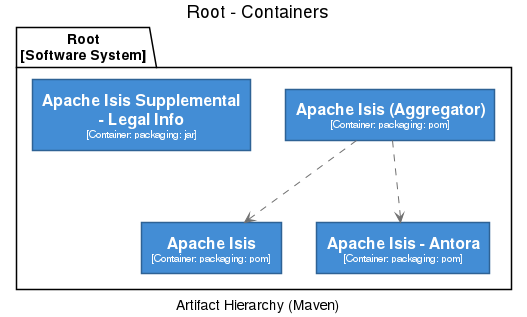 Root - Containers
Root
[Software System]
Apache Isis Supplemental
- Legal Info
[Container: packaging: jar]
Apache Isis (Aggregator)
[Container: packaging: pom]
Apache Isis
[Container: packaging: pom]
Apache Isis - Antora
[Container: packaging: pom]
Artifact Hierarchy (Maven)